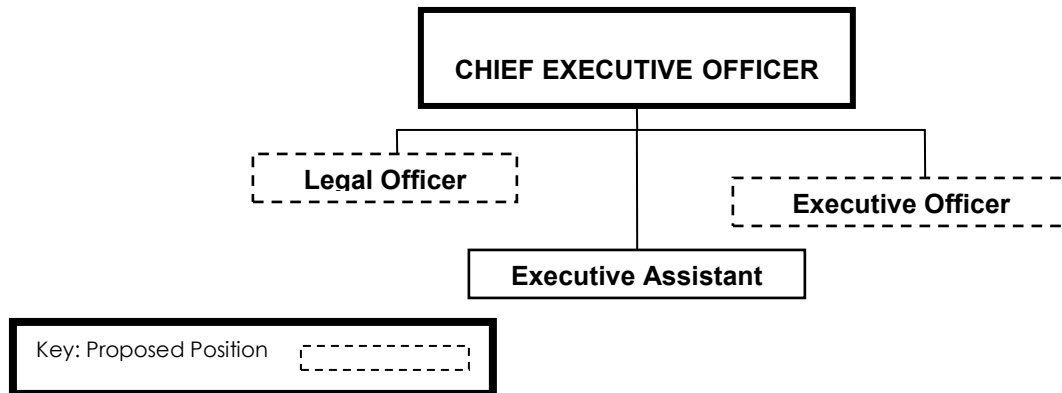 CHIEF EXECUTIVE OFFICER
Legal Officer
Executive Officer
Executive Assistant
Key: Proposed Position